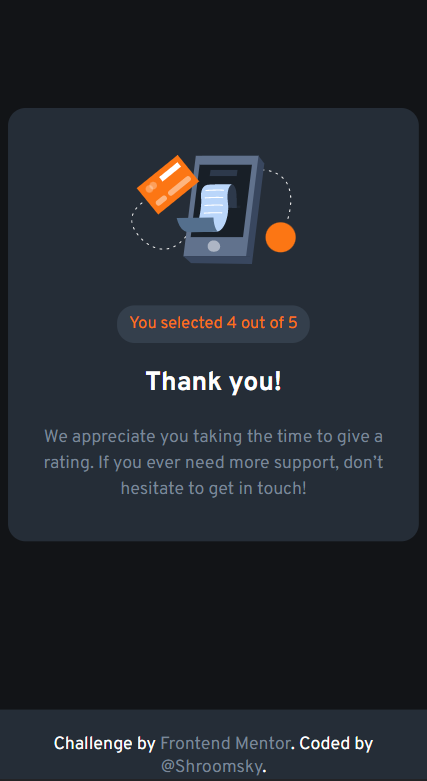 You selected 4 out of 5
Thank you!
We appreciate you taking the time to give a
rating. If you ever need more support, don’t
hesitate to get in touch!
Challenge by Frontend Mentor. Coded by
@Shroomsky.